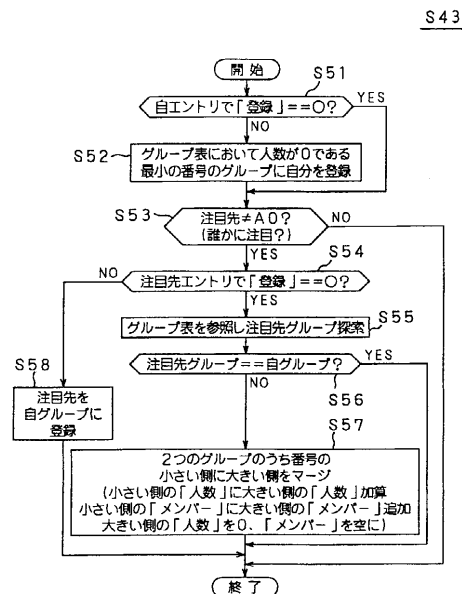 S43
開始
S51
自エントリで「登録」==○?
YES
NO
S52
グループ表において人数が0である
最小の番号のグループに自分を登録
S53
注目先≠A0?
(誰かに注目?)
NO
YES
S54
NO
注目先エントリで「登録」==○?
YES
グループ表を参照し注目先グループ探索
S55
注目先グループ==自グループ?
YES
NO
S56
S58
注目先を
自グループに
登録
S57
2つのグループのうち番号の
小さい側に大きい側をマージ
(小さい側の「人数」に大きい側の「人数」加算
小さい側の「メンバー」に大きい側の「メンバー」追加
大きい側の「人数」を0、「メンバー」を空に)
終了